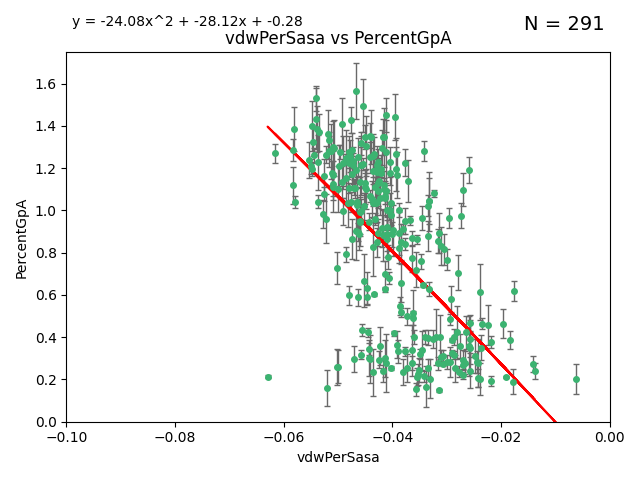 y = -24.08x^2 + -28.12x + -0.28
N = 291
vdwPerSasa vs PercentGpA
1.6
1.4
1.2
1.0
0.8
0.6
0.4
0.2
0.0
PercentGpA
−0.10 −0.08 −0.06 −0.04 −0.02 0.00
vdwPerSasa